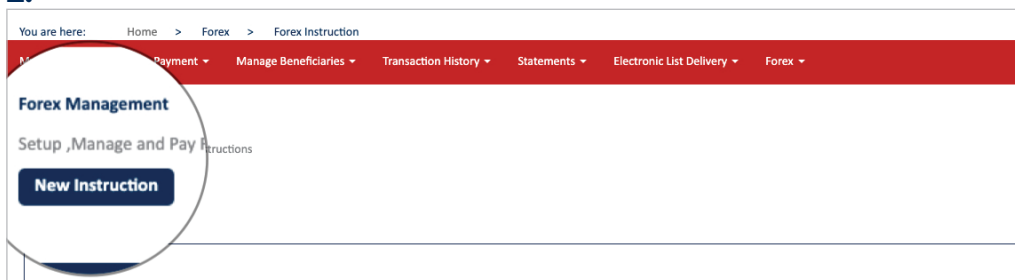 You are here: Home > Forex > Forex Instruction
Payment Manage Beneficiaries Transaction History Statements Electronic List Delivery Forex
Forex Management
Setup ,Manage and Pay
New Instruction